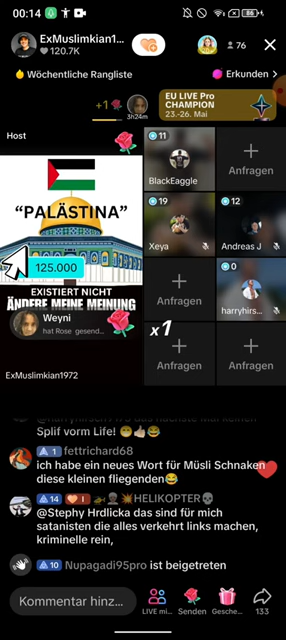 00:14
86
ExMuslimkian1...
120.7K
76
Wöchentliche Rangliste
Erkunden >
+1
3h24m
EU LIVE Pro
CHAMPION
23.-26. Mai
Host
11
BlackEaggle
Anfragen
"PALÄSTINA"
125.000
EXISTIERT NICHT
ÄNDERE MEINE MEINUNG
19
Xeya
12
Andreas J
Anfragen
0
harryhirs...
Weyni
hat Rose gesend...
x1
Anfragen
Anfragen
ExMuslimkian1972
Splif vorm Life!
1
fettrichard68
ich habe ein neues Wort für Müsli Schnaken
diese kleinen fliegenden
14
1
HELIKOPTER
@Stephy Hrdlicka das sind für mich
satanisten die alles verkehrt links machen,
kriminelle rein,
10
Nupagadi95pro ist beigetreten
Kommentar hinz...
LIVE mi...
Senden
Gesche...
133